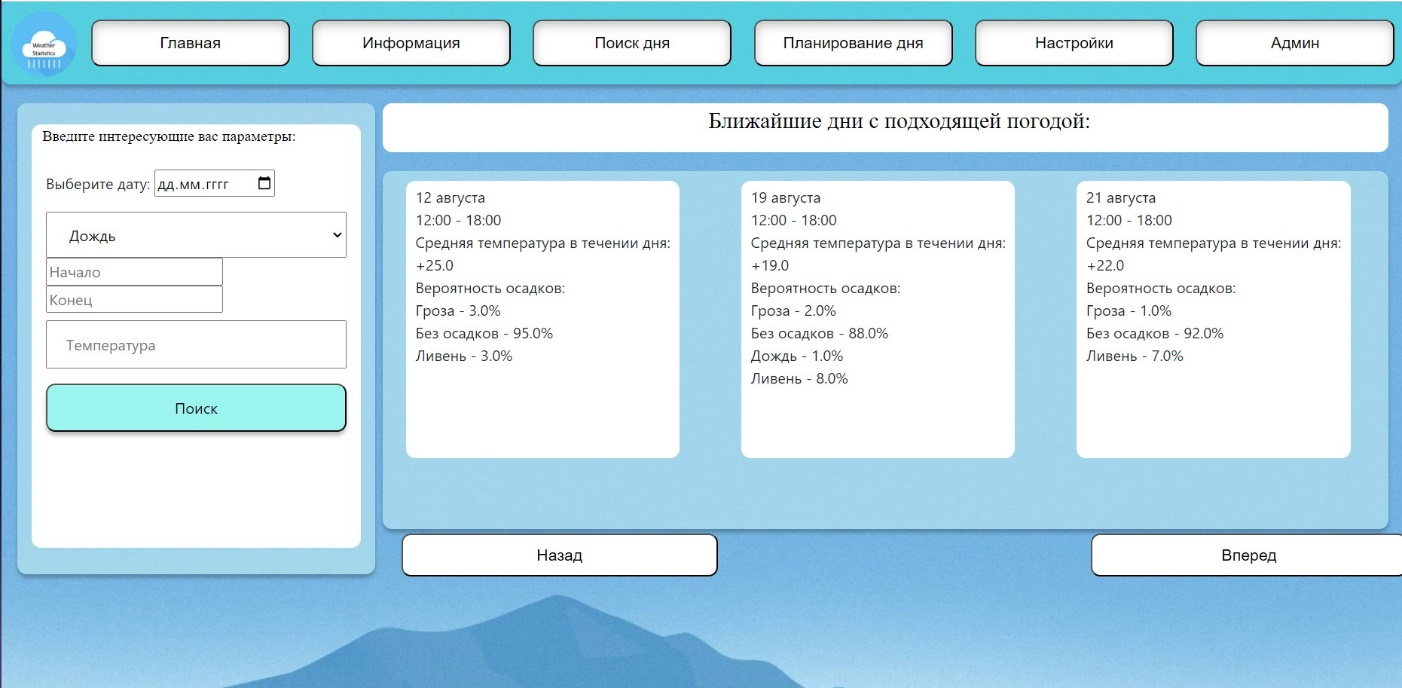 Weather
Statistics
Главная
Информация
Поиск дня
Планирование дня
Настройки
Админ
Введите интересующие вас параметры:
Выберите дату: дд.мм.гггг
Дождь
Начало
Конец
Температура
Поиск
Ближайшие дни с подходящей погодой:
12 августа
12:00 - 18:00
Средняя температура в течении дня:
+25.0
Вероятность осадков:
Гроза - 3.0%
Без осадков - 95.0%
Ливень - 3.0%
19 августа
12:00 - 18:00
Средняя температура в течении дня:
+19.0
Вероятность осадков:
Гроза - 2.0%
Без осадков - 88.0%
Дождь - 1.0%
Ливень - 8.0%
21 августа
12:00 - 18:00
Средняя температура в течении дня:
+22.0
Вероятность осадков:
Гроза - 1.0%
Без осадков - 92.0%
Ливень - 7.0%
Назад
Вперед